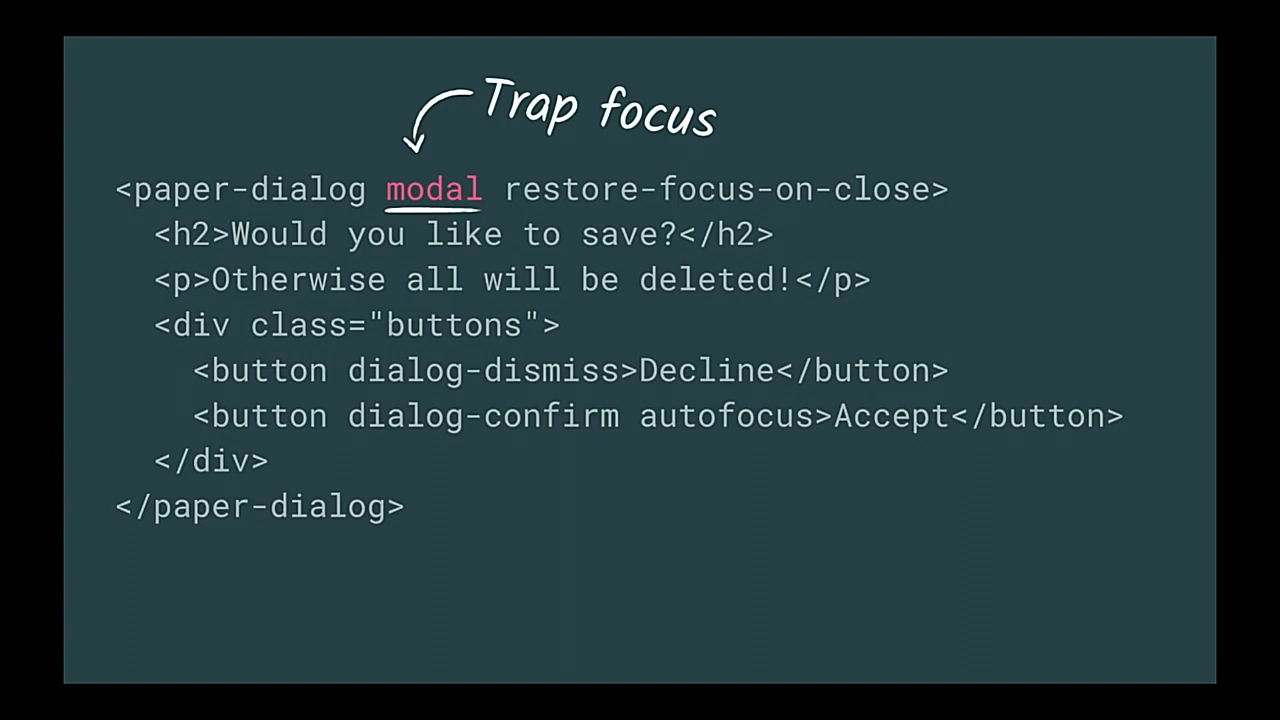 Trap focus
<paper-dialog modal restore-focus-on-close>
<h2>Would you like to save?</h2>
<p>Otherwise all will be deleted!</p>
<div class="buttons">
<button dialog-dismiss>Decline</button>
<button dialog-confirm autofocus>Accept</button>
</div>
</paper-dialog>